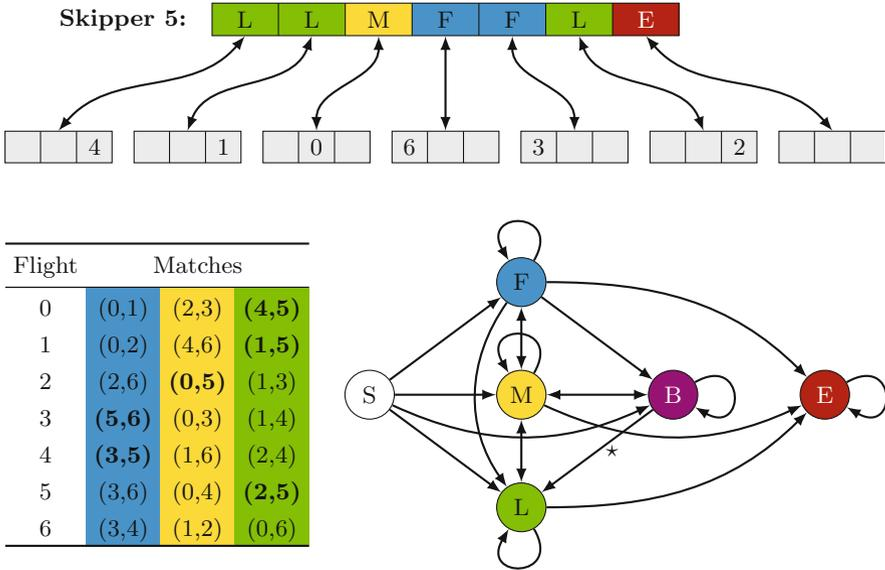 Skipper 5: L L M F F L E
4 1 0 6 3 2
Flight Matches
0 (0,1) (2,3) (4,5)
1 (0,2) (4,6) (1,5)
2 (2,6) (0,5) (1,3)
3 (5,6) (0,3) (1,4)
4 (3,5) (1,6) (2,4)
5 (3,6) (0,4) (2,5)
6 (3,4) (1,2) (0,6)
F
S M B E
⋆
L